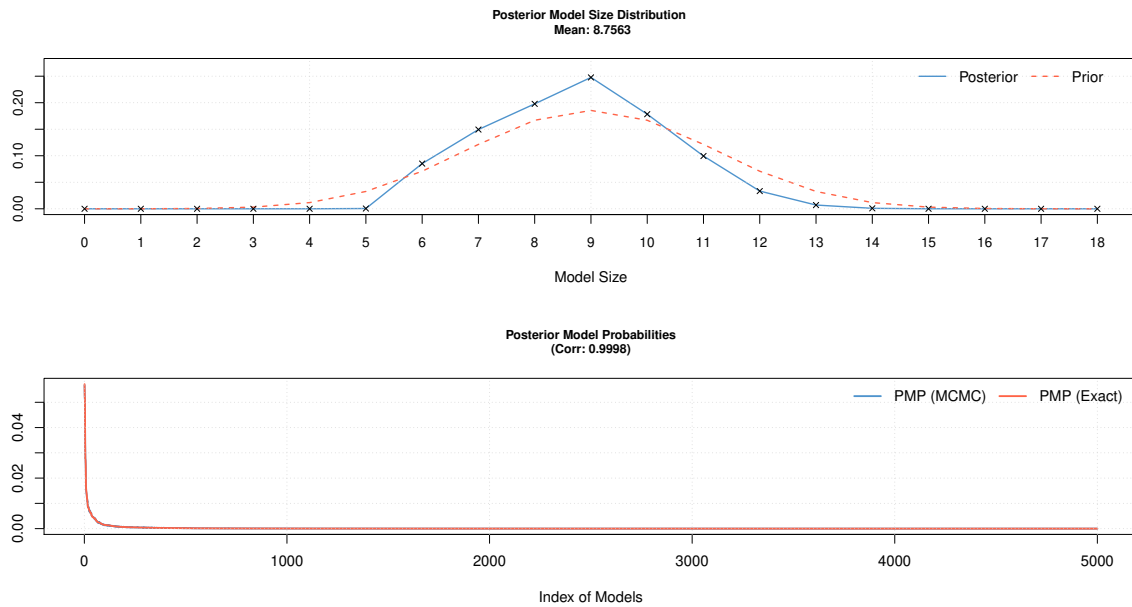 Posterior Model Size Distribution
Mean: 8.7563
Posterior Prior
0.20
0.10
0.00
0 1 2 3 4 5 6 7 8 9 10 11 12 13 14 15 16 17 18
Model Size
Posterior Model Probabilities
(Corr: 0.9998)
PMP (MCMC) PMP (Exact)
0.04
0.02
0.00
0 1000 2000 3000 4000 5000
Index of Models